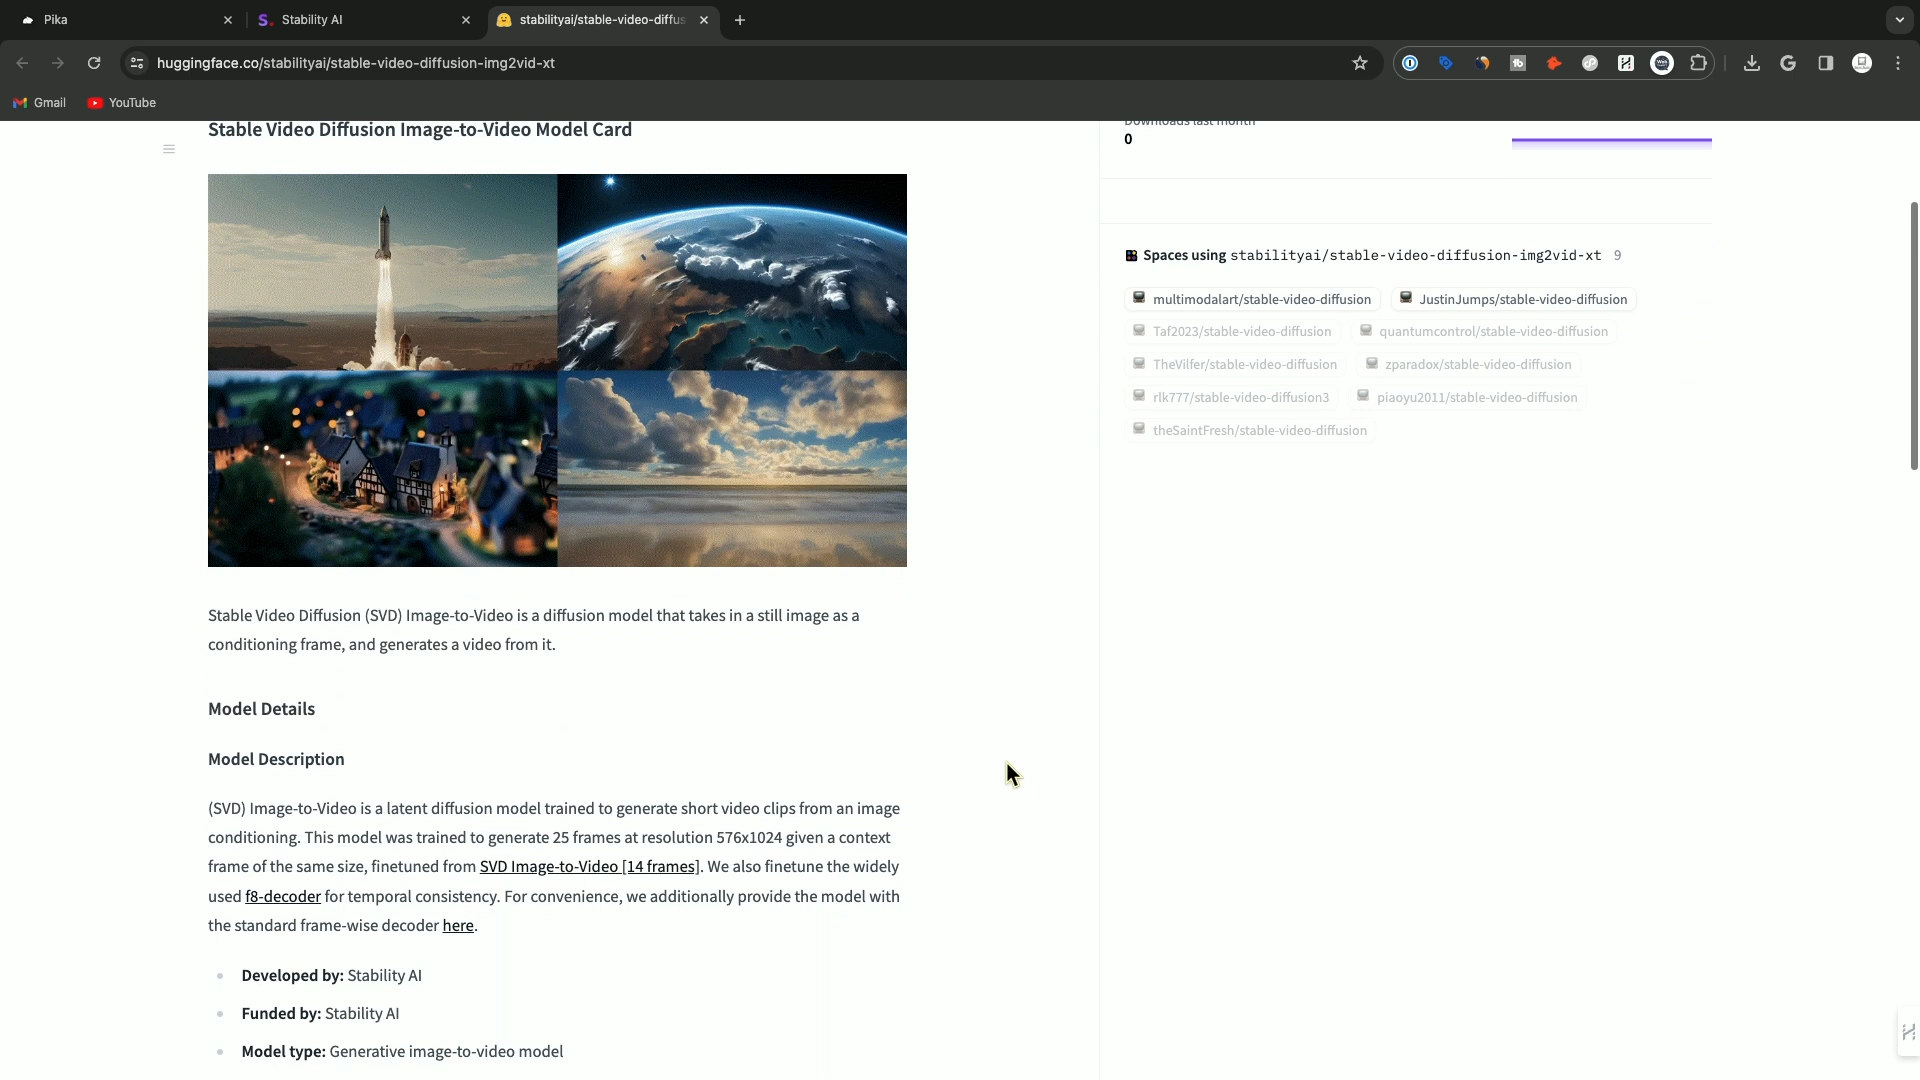 Pika
S. Stability AI
stabilityai/stable-video-diffus
huggingface.co/stabilityai/stable-video-diffusion-img2vid-xt
Gmail
YouTube
Stable Video Diffusion Image-to-Video Model Card
Downloads last month
0
Spaces using stabilityai/stable-video-diffusion-img2vid-xt 9
multimodalart/stable-video-diffusion
JustinJumps/stable-video-diffusion
Taf2023/stable-video-diffusion
quantumcontrol/stable-video-diffusion
TheVilfer/stable-video-diffusion
zparadox/stable-video-diffusion
rlk777/stable-video-diffusion3
piaoyu2011/stable-video-diffusion
theSaintFresh/stable-video-diffusion
Stable Video Diffusion (SVD) Image-to-Video is a diffusion model that takes in a still image as a
conditioning frame, and generates a video from it.
Model Details
Model Description
(SVD) Image-to-Video is a latent diffusion model trained to generate short video clips from an image
conditioning. This model was trained to generate 25 frames at resolution 576x1024 given a context
frame of the same size, finetuned from SVD Image-to-Video [14 frames]. We also finetune the widely
used f8-decoder for temporal consistency. For convenience, we additionally provide the model with
the standard frame-wise decoder here.
Developed by: Stability AI
Funded by: Stability AI
Model type: Generative image-to-video model